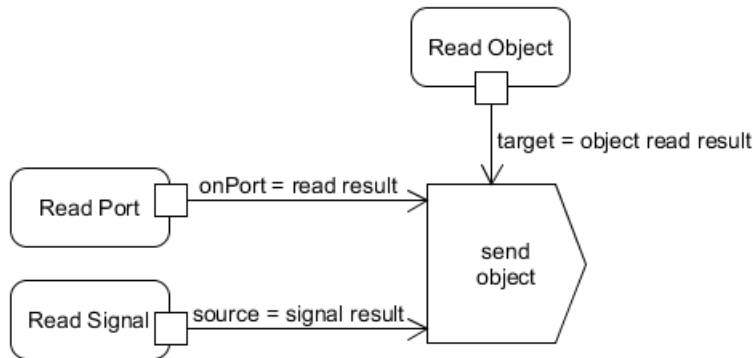 Read Object
target = object read result
onPort = read result
Read Port
send
object
Read Signal
source = signal result